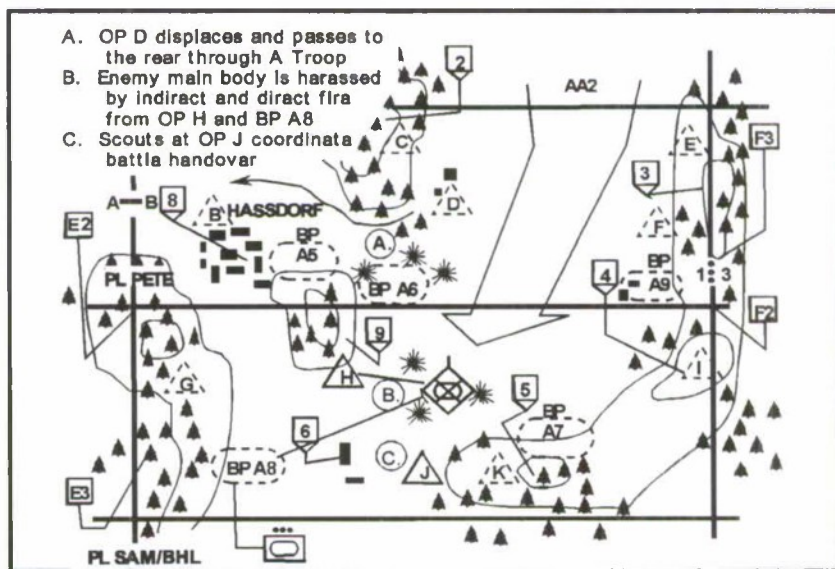 A. OP D displaces and passes to
the rear through A Troop
B. Enemy main body is harassed
by indiract and diract fira
from OP H and BP A8
C. Scouts at OP J coordinata
battla handovar
2
AA2
C
E
F3
3
A B
8
B
HASSDORF
D
F
E2
BP
A5
A.
BP
A9
1 3
PL PETE
BP A6
4
9
F2
H
I
G
B.
5
BP
A7
6
C.
J
K
BP A8
E3
PL SAM/BHL